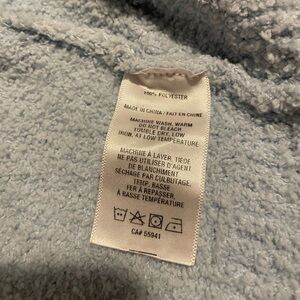 100% POLYESTER
MADE IN CHINA / FAIT EN CHINE
MACHINE WASH, WARM
DO NOT BLEACH
TUMBLE DRY, LOW
IRON, AT LOW TEMPERATURE
MACHINE À LAVER, TIÈDE
NE PAS UTILISER D'AGENT
DE BLANCHIMENT
SÉCHAGE PAR CULBUTAGE,
TEMP. BASSE
FER À REPASSER,
À BASSE TEMPÉRATURE
CA# 55941